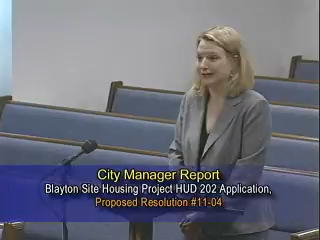 City Manager Report
Blayton Site Housing Project HUD 202 Application,
Proposed Resolution #11-04